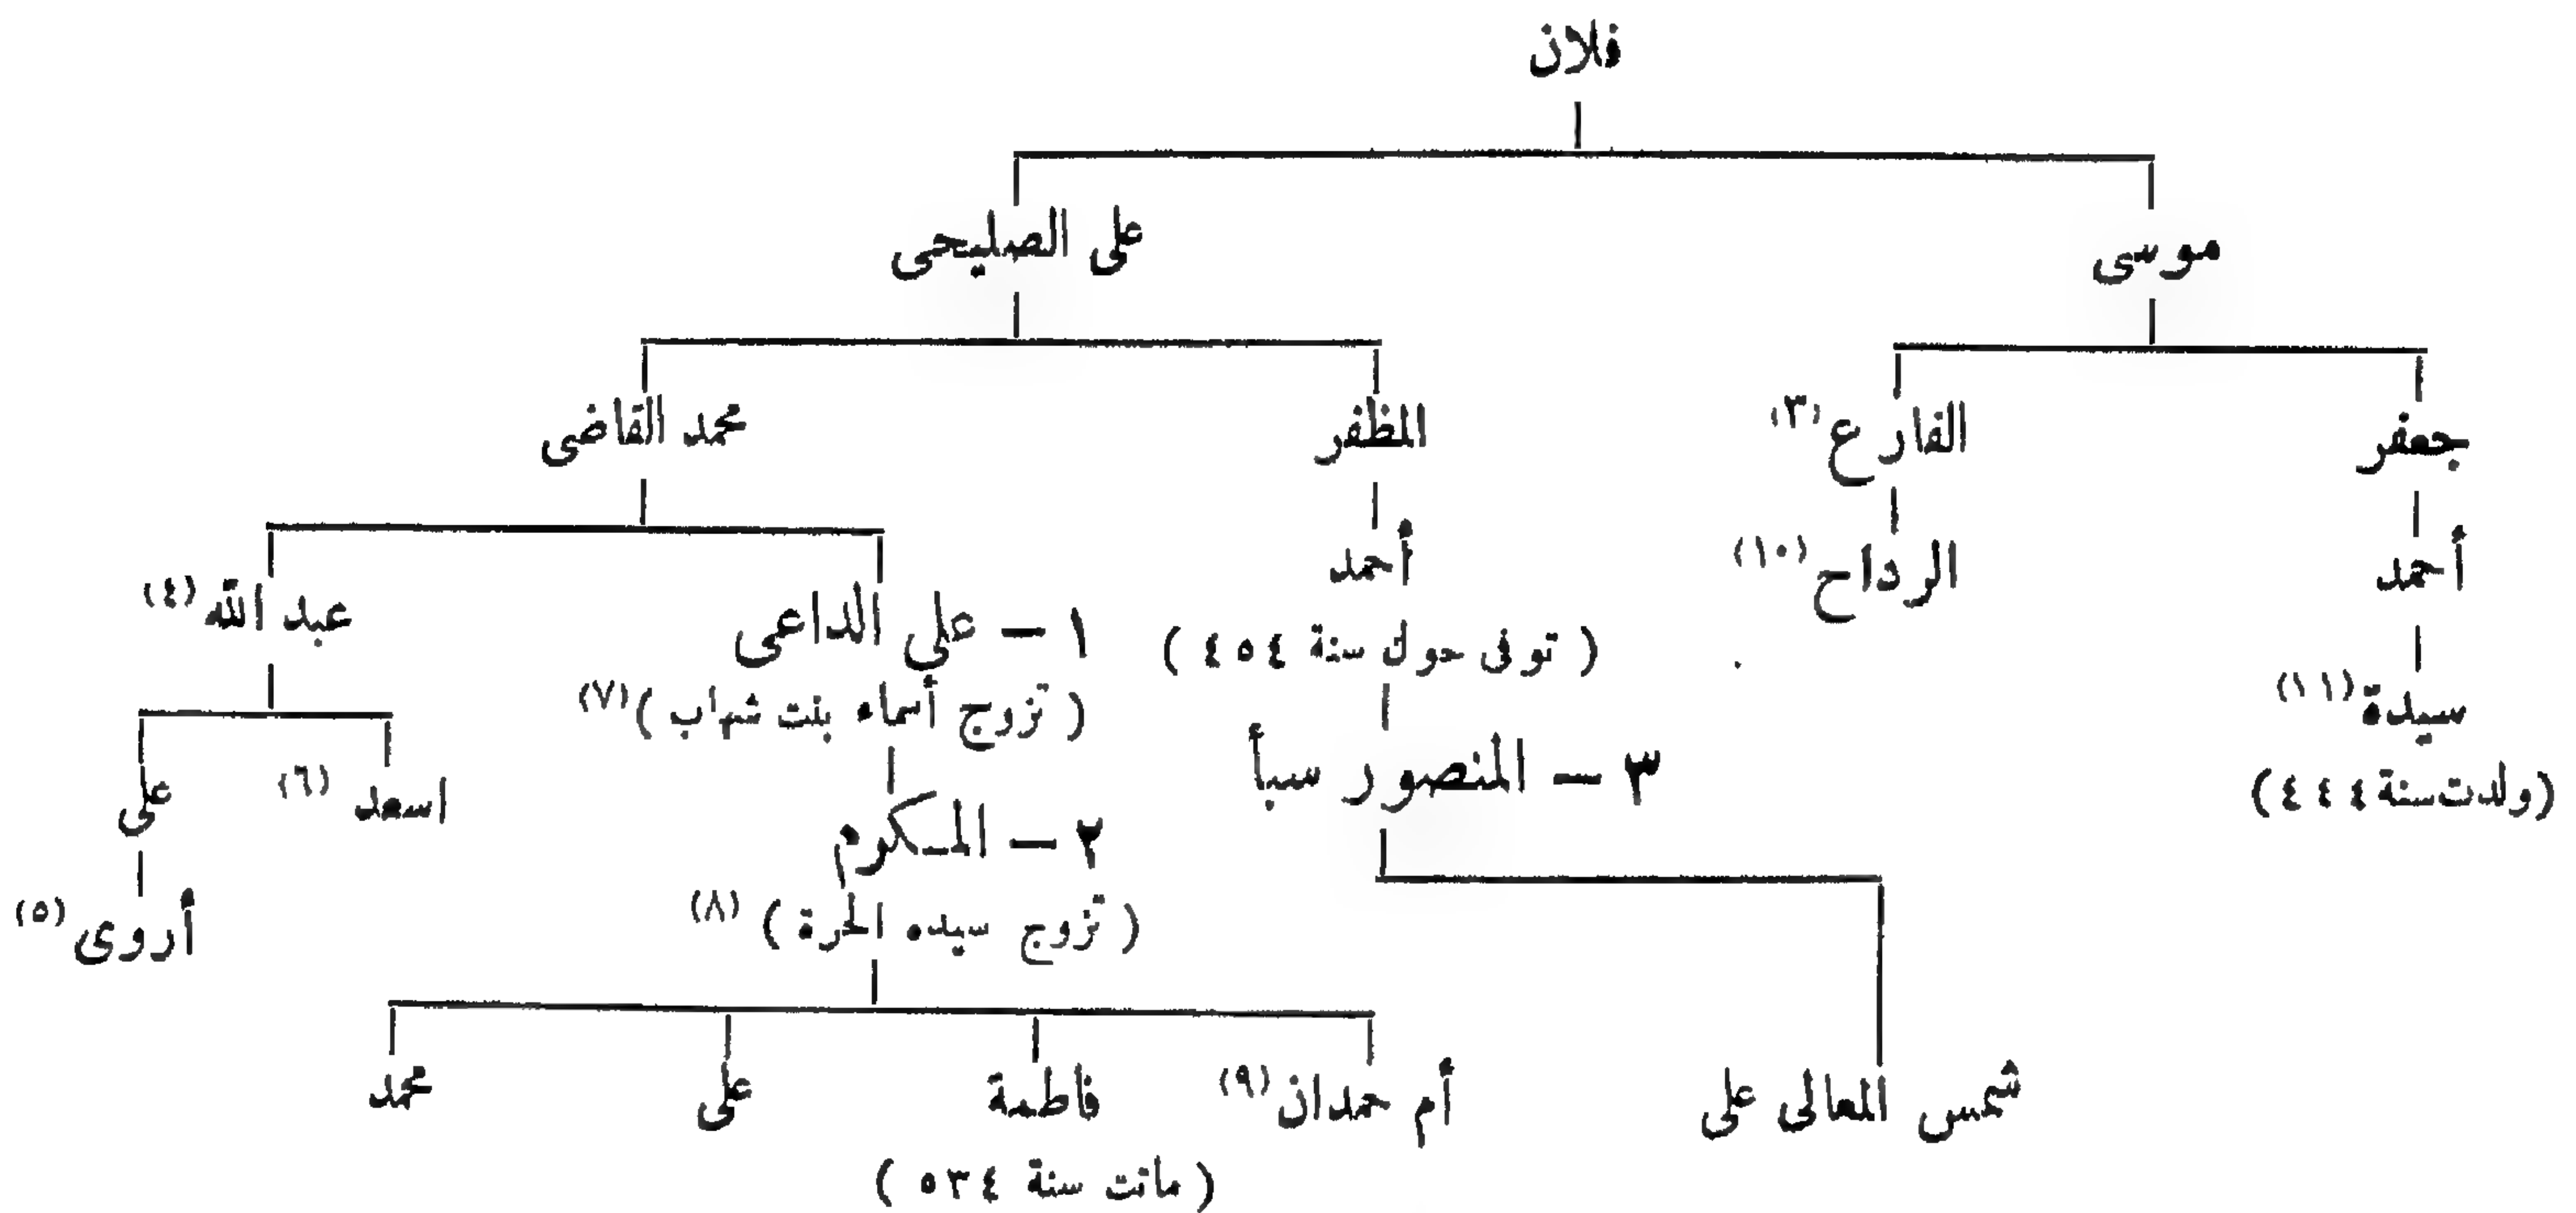 فلان
موسى
على الصليحى
جعفر
الفارع (٣)
المظفر
محمد القاضى
أحمد
الرداح (١٠)
أحمد
( توفى حوك سنة ٤٥٤ )
١ — علي الداعى
( تزوج أسماء بنت شهاب ) (٧)
عبد الله (٤)
سيدة (١١)
(ولدت سنة ٤٤٤)
٣ — المنصور سبأ
٢ — المكرم
( تزوج سيده الحرة ) (٨)
اسعد (٦)
على
أروى (٥)
شمس المعالى على
أم حمدان (٩)
فاطمة
( ماتت سنة ٥٣٤ )
على
محمد